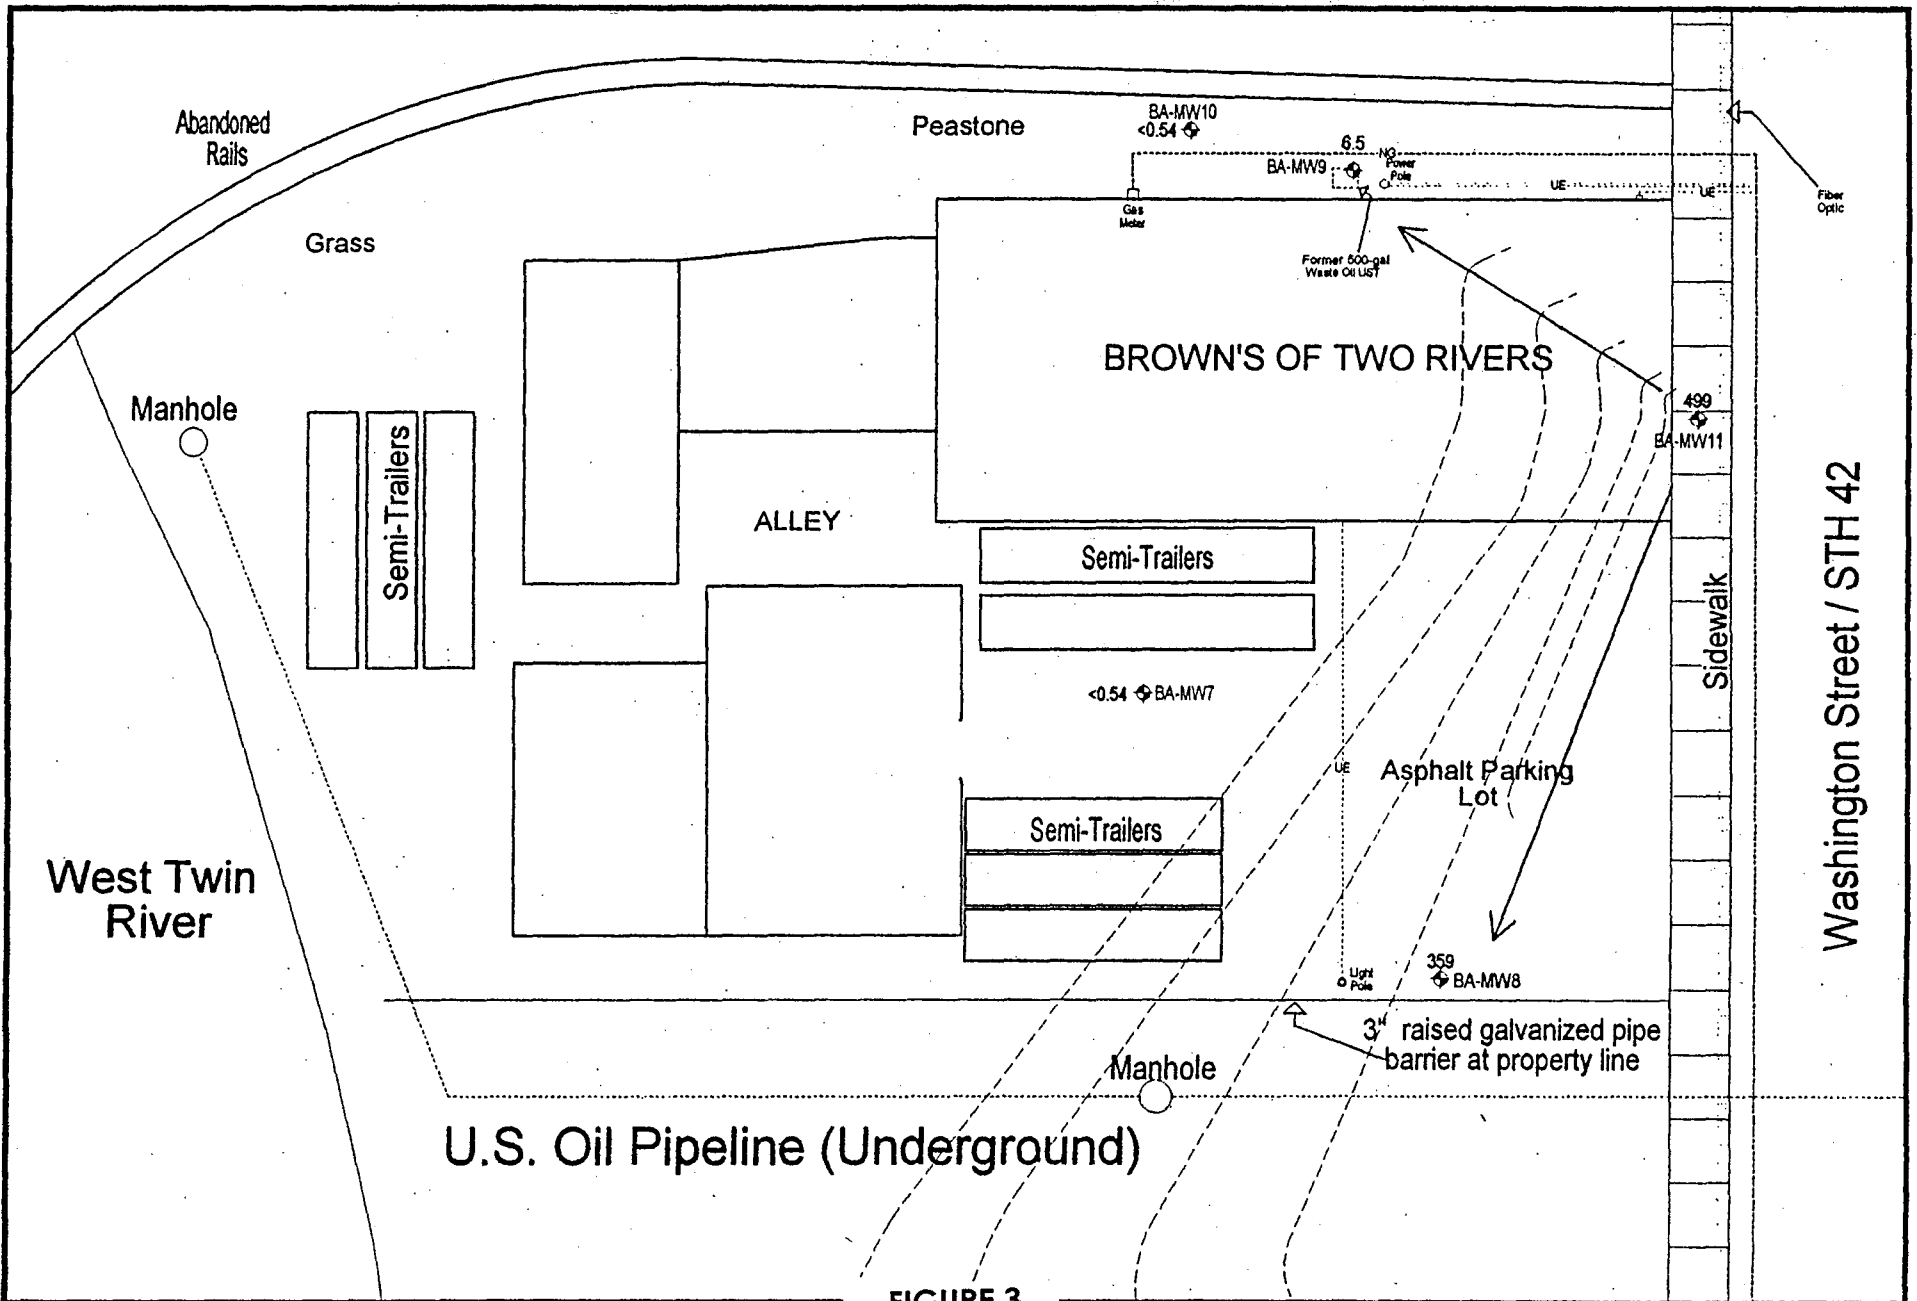 Abandoned
Rails
Peastone
BA-MW10
<0.54
6.5
BA-MW9
NG
Power
Pole
UE
UE
Fiber
Optic
Gas
Meter
Grass
Former 500-gal
Waste Oil UST
BROWN'S OF TWO RIVERS
Manhole
499
BA-MW11
Semi-Trailers
ALLEY
Semi-Trailers
Sidewalk
Washington Street / STH 42
<0.54 BA-MW7
UE
Asphalt Parking
Lot
Semi-Trailers
West Twin
River
359
BA-MW8
Light
Pole
3" raised galvanized pipe
barrier at property line
Manhole
U.S. Oil Pipeline (Underground)
FIGURE 3